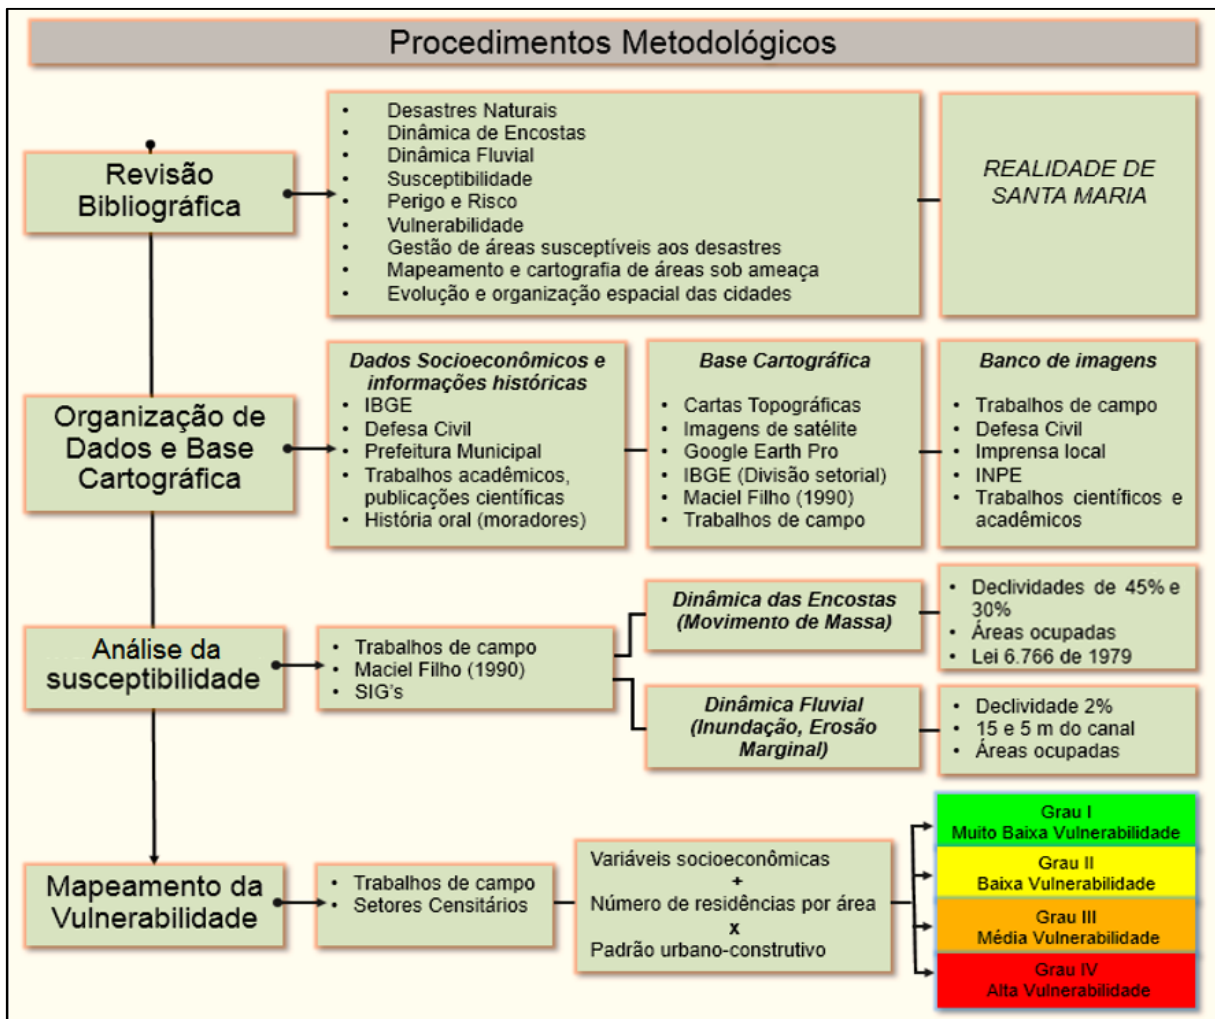 Procedimentos Metodológicos
Revisão
Bibliográfica
• Desastres Naturais
• Dinâmica de Encostas
• Dinâmica Fluvial
• Susceptibilidade
• Perigo e Risco
• Vulnerabilidade
• Gestão de áreas susceptíveis aos desastres
• Mapeamento e cartografia de áreas sob ameaça
• Evolução e organização espacial das cidades
REALIDADE DE
SANTA MARIA
Organização de
Dados e Base
Cartográfica
Dados Socioeconômicos e
informações históricas
• IBGE
• Defesa Civil
• Prefeitura Municipal
• Trabalhos acadêmicos,
publicações científicas
• História oral (moradores)
Base Cartográfica
• Cartas Topográficas
• Imagens de satélite
• Google Earth Pro
• IBGE (Divisão setorial)
• Maciel Filho (1990)
• Trabalhos de campo
Banco de imagens
• Trabalhos de campo
• Defesa Civil
• Imprensa local
• INPE
• Trabalhos científicos e
acadêmicos
Análise da
susceptibilidade
• Trabalhos de campo
• Maciel Filho (1990)
• SIG's
Dinâmica das Encostas
(Movimento de Massa)
• Declividades de 45% e
30%
• Áreas ocupadas
• Lei 6.766 de 1979
Dinâmica Fluvial
(Inundação, Erosão
Marginal)
• Declividade 2%
• 15 e 5 m do canal
• Áreas ocupadas
Mapeamento da
Vulnerabilidade
• Trabalhos de campo
• Setores Censitários
Variáveis socioeconômicas
+
Número de residências por área
x
Padrão urbano-construtivo
Grau I
Muito Baixa Vulnerabilidade
Grau II
Baixa Vulnerabilidade
Grau III
Média Vulnerabilidade
Grau IV
Alta Vulnerabilidade